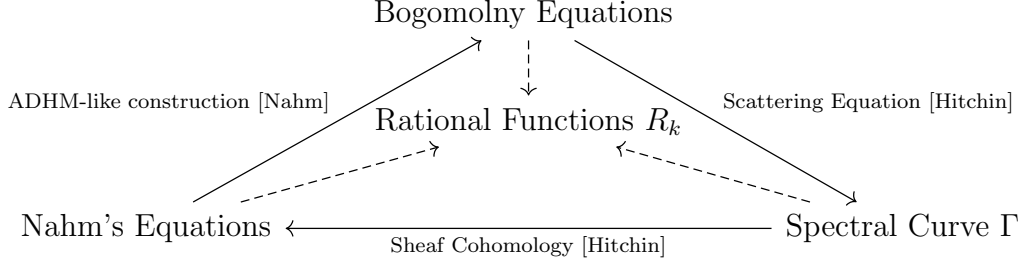 Bogomolny Equations
ADHM-like construction [Nahm]
Scattering Equation [Hitchin]
Rational Functions R_k
Nahm's Equations
Spectral Curve Γ
Sheaf Cohomology [Hitchin]